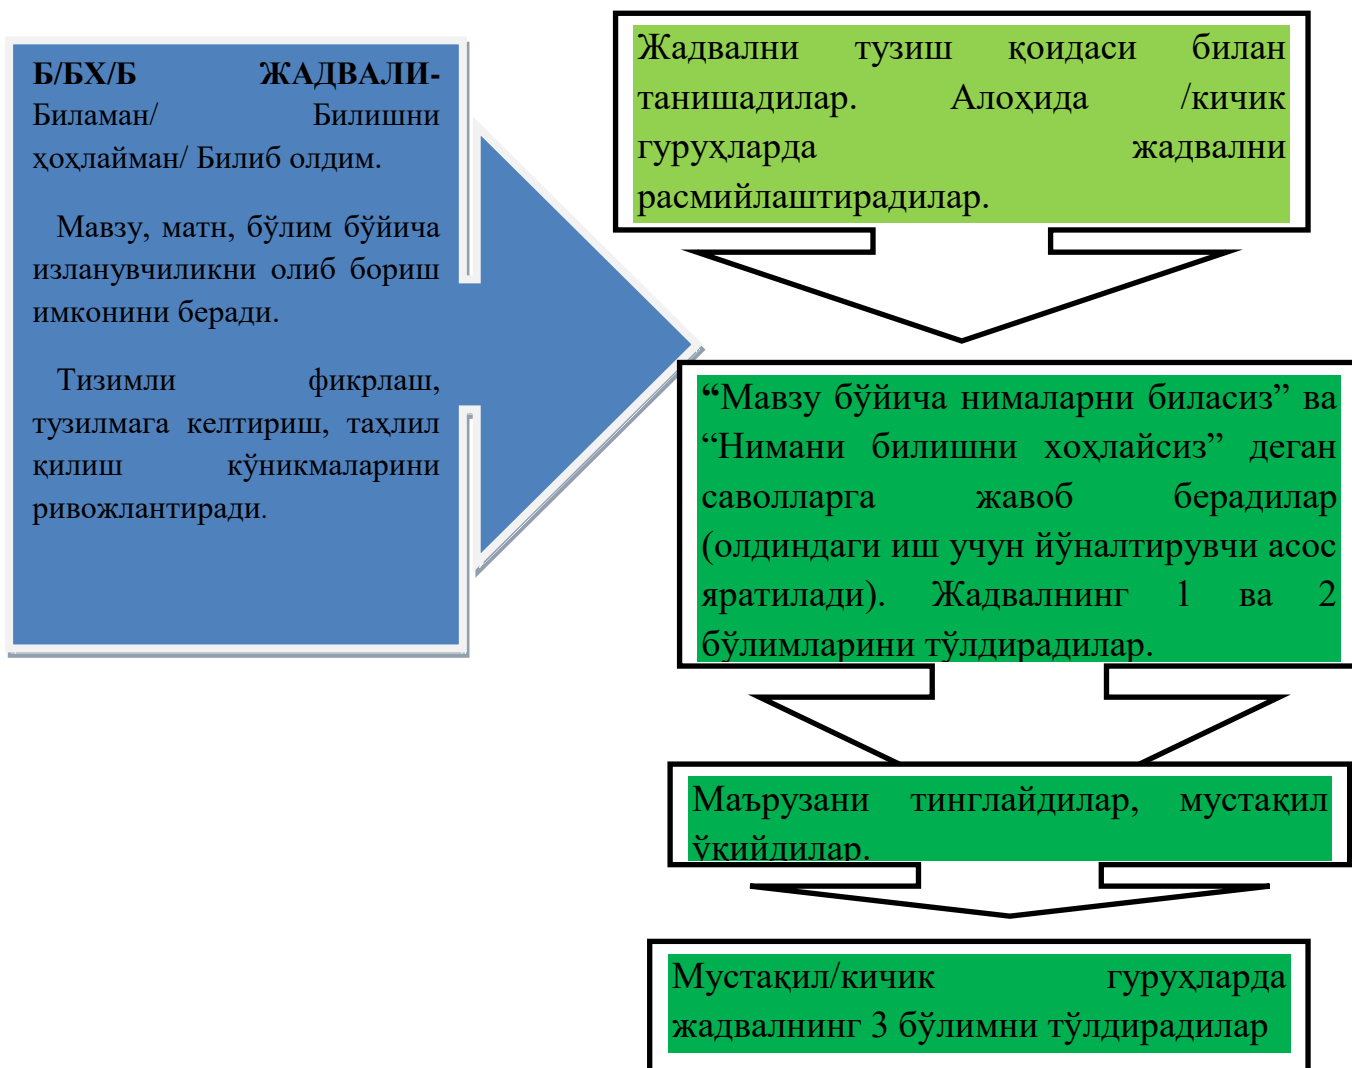 Б/БХ/Б ЖАДВАЛИ-
Биламан/ Билишни
ҳоҳлайман/ Билиб олдим.
Мавзу, матн, бўлим бўйича
изланувчиликни олиб бориш
имконини беради.
Тизимли фикрлаш,
тузилмага келтириш, таҳлил
қилиш кўникмаларини
ривожлантиради.
Жадвални тузиш қоидаси билан
танишадилар. Алоҳида /кичик
гуруҳларда жадвални
расмийлаштирадилар.
“Мавзу бўйича нималарни биласиз” ва
“Нимани билишни хоҳлайсиз” деган
саволларга жавоб берадилар
(олдиндаги иш учун йўналтирувчи асос
яратилади). Жадвалнинг 1 ва 2
бўлимларини тўлдирадилар.
Маърузани тинглайдилар, мустақил
ўқийдилар.
Мустақил/кичик гуруҳларда
жадвалнинг 3 бўлимни тўлдирадилар